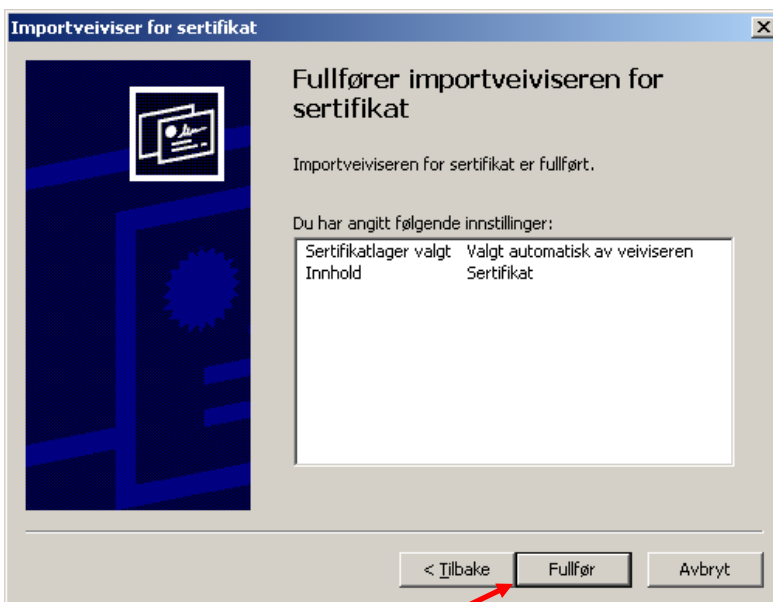 Importveiviser for sertifikat
Fullfører importveiviseren for
sertifikat
Importveiviseren for sertifikat er fullført.
Du har angitt følgende innstillinger:
Sertifikatlager valgt Valgt automatisk av veiviseren
Innhold Sertifikat
< Tilbake Fullfør Avbryt